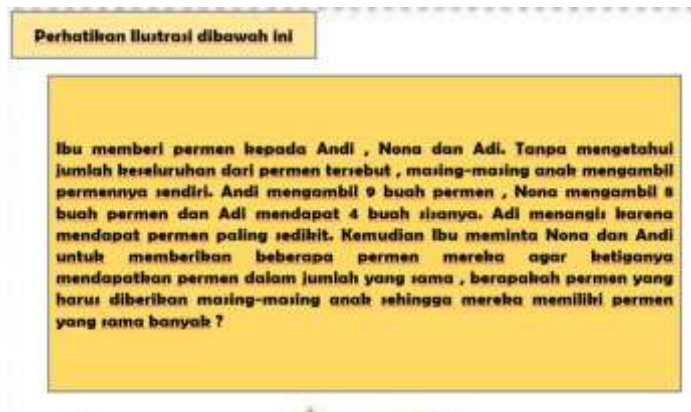 Perhatikan Ilustrasi dibawah ini
Ibu memberi permen kepada Andi , Nona dan Adi. Tanpa mengetahui
jumlah keseluruhan dari permen tersebut , masing-masing anak mengambil
permennya sendiri. Andi mengambil 9 buah permen , Nona mengambil 8
buah permen dan Adi mendapat 4 buah sisanya. Adi menangis karena
mendapat permen paling sedikit. Kemudian Ibu meminta Nona dan Andi
untuk memberikan beberapa permen mereka agar ketiganya
mendapatkan permen dalam jumlah yang sama , berapakah permen yang
harus diberikan masing-masing anak sehingga mereka memiliki permen
yang sama banyak ?